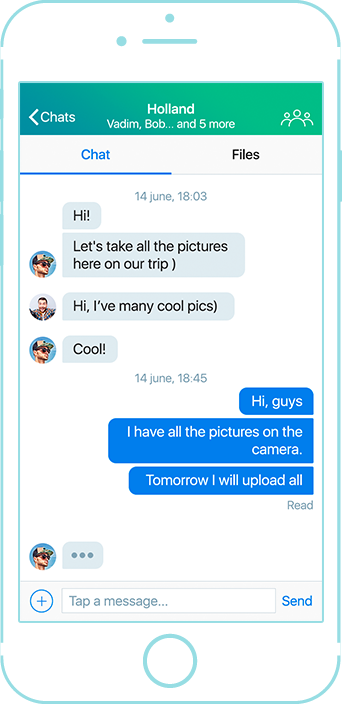 Chats
Holland
Vadim, Bob... and 5 more
Chat
Files
14 june, 18:03
Hi!
Let's take all the pictures
here on our trip )
Hi, I've many cool pics)
Cool!
14 june, 18:45
Hi, guys
I have all the pictures on the
camera.
Tomorrow I will upload all
Read
Tap a message...
Send